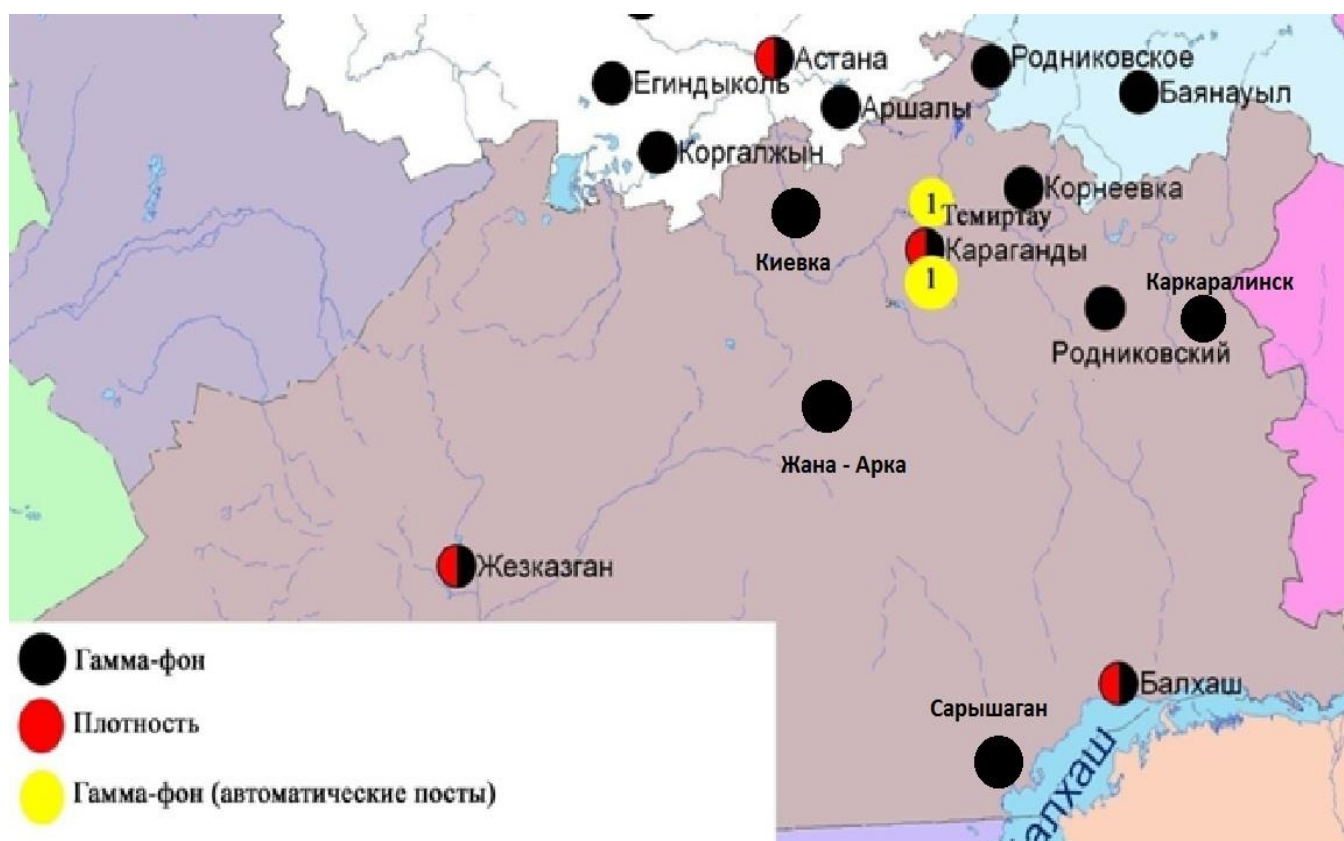 Астана
Родниковское
Егиндыколь
Баянауыл
Аршалы
Коргалжын
Корнеевка
1
Темиртау
Киевка
Караганды
1
Каркаралинск
Родниковский
Жана - Арка
Жезказган
Гамма-фон
Плотность
Гамма-фон (автоматические посты)
Балхаш
Сарышаган
алхаш